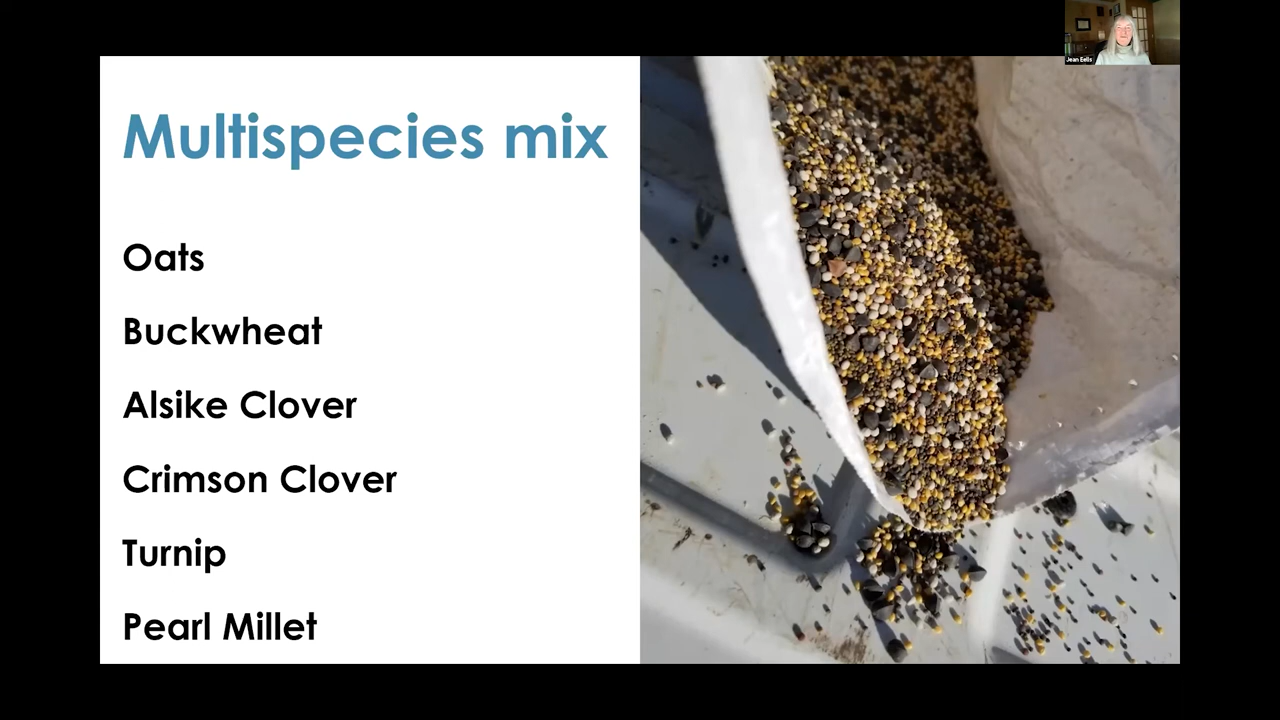 Multispecies mix
Oats
Buckwheat
Alsike Clover
Crimson Clover
Turnip
Pearl Millet
Jean Eells